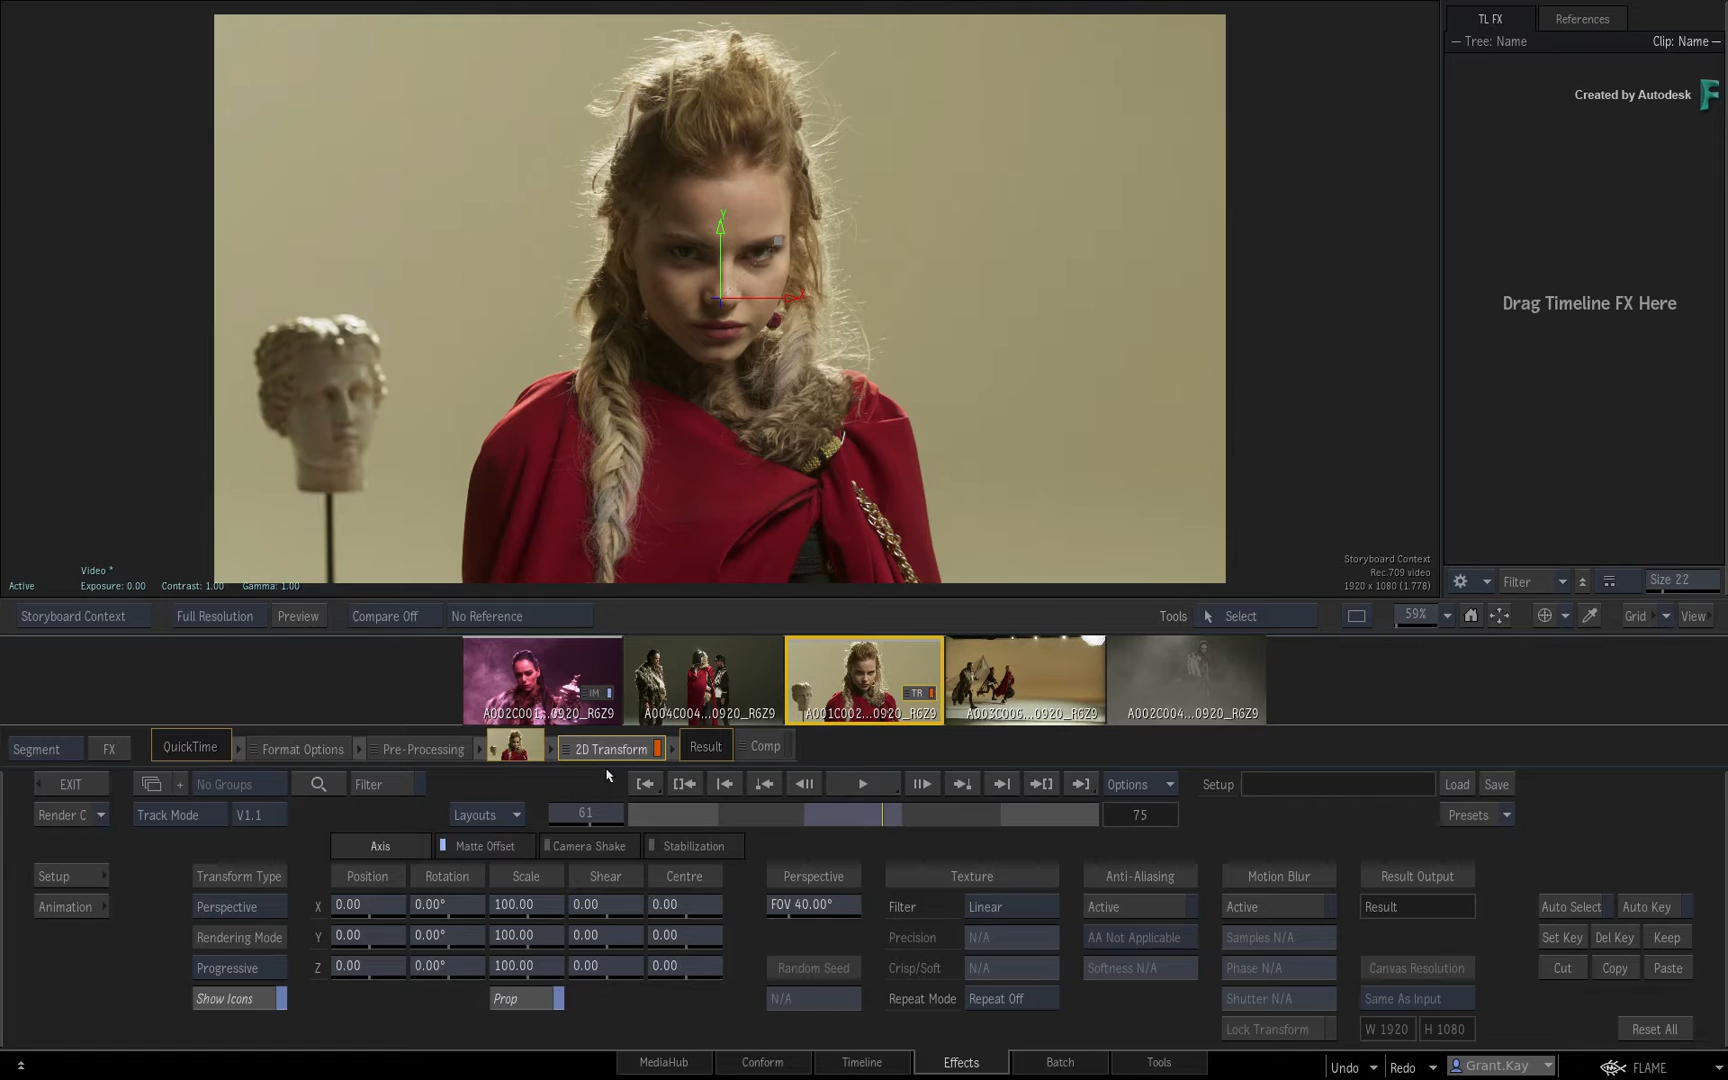 TL FX
References
Tree: Name
Clip: Name
Created by Autodesk
Drag Timeline FX Here
Y
X
Video *
Active
Exposure: 0.00
Contrast: 1.00
Gamma: 1.00
Storyboard Context
Rec.709 video
1920 x 1080 (1.778)
Filter
Size 22
Storyboard Context
Full Resolution
Preview
Compare Off
No Reference
Tools
Select
59%
Grid
View
IM
TR
A002C001...0920_R6Z9
A004C004...0920_R6Z9
A001C002...0920_R6Z9
A003C006...0920_R6Z9
A002C004...0920_R6Z9
Segment
FX
QuickTime
Format Options
Pre-Processing
2D Transform
Result
Comp
EXIT
No Groups
Filter
Options
Setup
Load
Save
Render C
Track Mode
V1.1
Layouts
61
75
Presets
Axis
Matte Offset
Camera Shake
Stabilization
Setup
Transform Type
Position
Rotation
Scale
Shear
Centre
Perspective
Texture
Anti-Aliasing
Motion Blur
Result Output
Animation
Perspective
X
0.00
0.00°
100.00
0.00
0.00
FOV 40.00°
Filter
Linear
Active
Active
Result
Auto Select
Auto Key
Rendering Mode
Y
0.00
0.00°
100.00
0.00
0.00
Precision
N/A
AA Not Applicable
Samples N/A
Set Key
Del Key
Keep
Progressive
Z
0.00
0.00°
100.00
0.00
0.00
Random Seed
Crisp/Soft
N/A
Softness N/A
Phase N/A
Canvas Resolution
Cut
Copy
Paste
Show Icons
Prop
N/A
Repeat Mode
Repeat Off
Shutter N/A
Same As Input
Lock Transform
W 1920
H 1080
Reset All
MediaHub
Conform
Timeline
Effects
Batch
Tools
Undo
Redo
Grant.Kay
FLAME